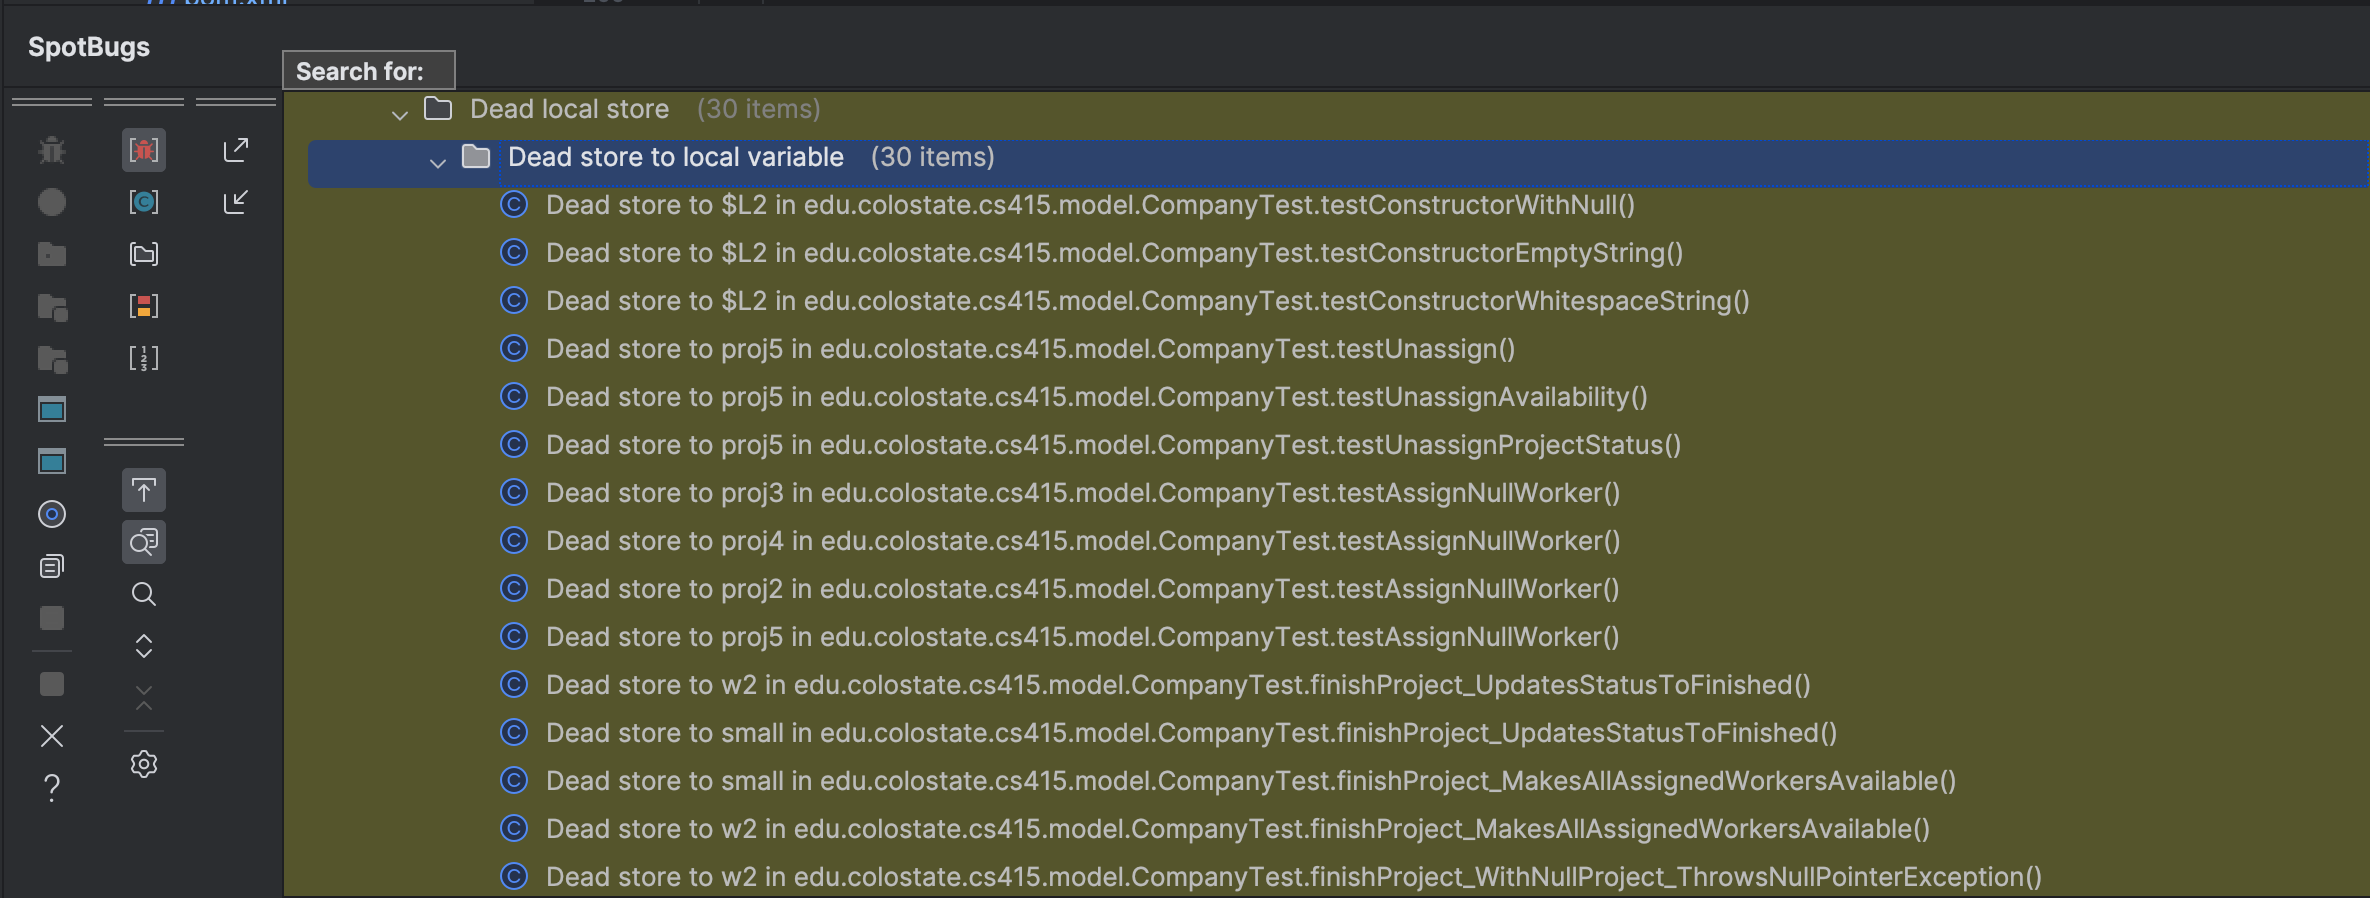 SpotBugs
Search for:
Dead local store (30 items)
Dead store to local variable (30 items)
Dead store to $L2 in edu.colostate.cs415.model.CompanyTest.testConstructorWithNull()
Dead store to $L2 in edu.colostate.cs415.model.CompanyTest.testConstructorEmptyString()
Dead store to $L2 in edu.colostate.cs415.model.CompanyTest.testConstructorWhitespaceString()
Dead store to proj5 in edu.colostate.cs415.model.CompanyTest.testUnassign()
Dead store to proj5 in edu.colostate.cs415.model.CompanyTest.testUnassignAvailability()
Dead store to proj5 in edu.colostate.cs415.model.CompanyTest.testUnassignProjectStatus()
Dead store to proj3 in edu.colostate.cs415.model.CompanyTest.testAssignNullWorker()
Dead store to proj4 in edu.colostate.cs415.model.CompanyTest.testAssignNullWorker()
Dead store to proj2 in edu.colostate.cs415.model.CompanyTest.testAssignNullWorker()
Dead store to proj5 in edu.colostate.cs415.model.CompanyTest.testAssignNullWorker()
Dead store to w2 in edu.colostate.cs415.model.CompanyTest.finishProject_UpdatesStatusToFinished()
Dead store to small in edu.colostate.cs415.model.CompanyTest.finishProject_UpdatesStatusToFinished()
Dead store to small in edu.colostate.cs415.model.CompanyTest.finishProject_MakesAllAssignedWorkersAvailable()
Dead store to w2 in edu.colostate.cs415.model.CompanyTest.finishProject_MakesAllAssignedWorkersAvailable()
Dead store to w2 in edu.colostate.cs415.model.CompanyTest.finishProject_WithNullProject_ThrowsNullPointerException()